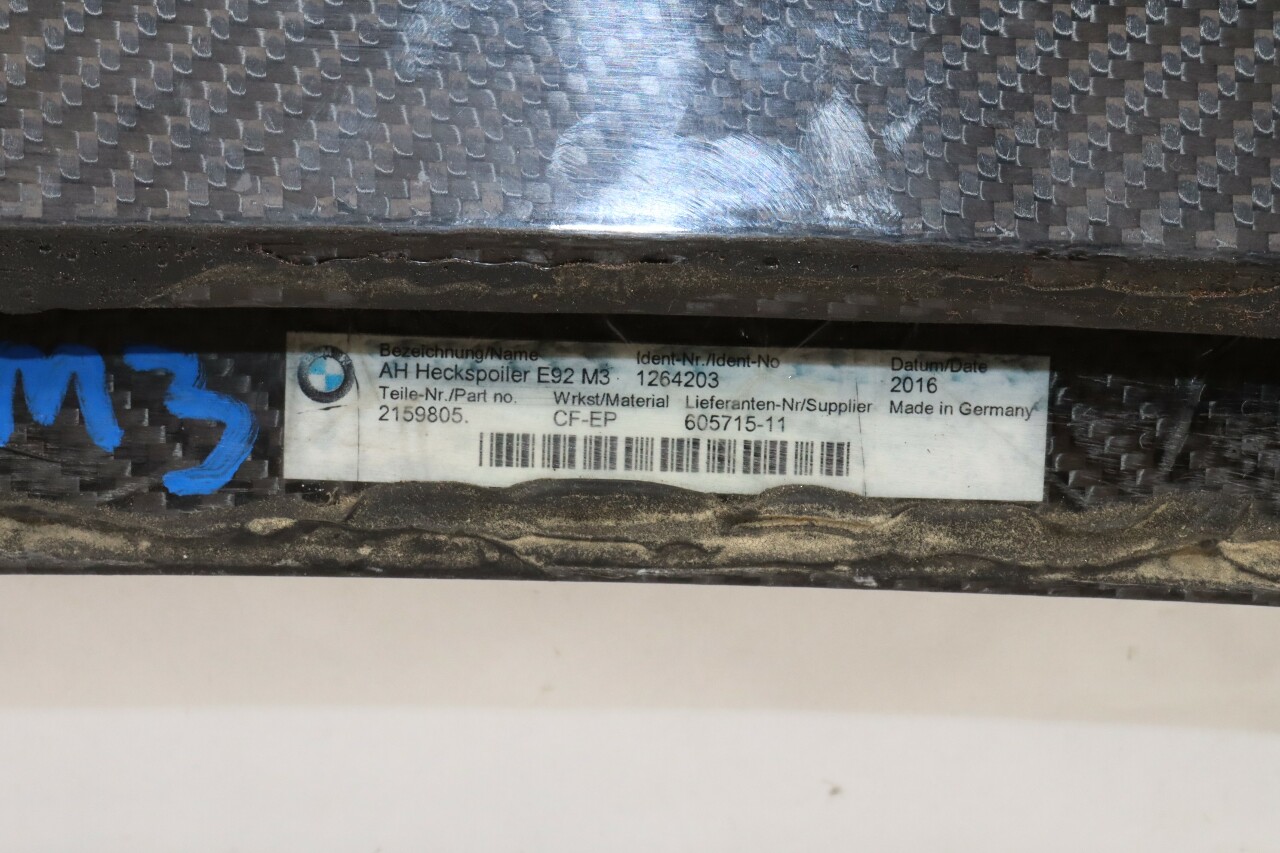 M3
Bezeichnung/Name Ident-Nr./Ident-No Datum/Date
AH Heckspoiler E92 M3 1264203 2016
Teile-Nr./Part no. Wrkst/Material Lieferanten-Nr/Supplier Made in Germany
2159805. CF-EP 605715-11